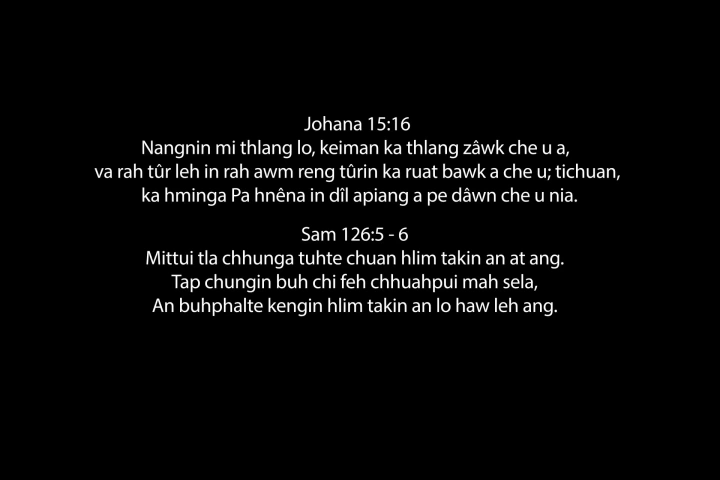 Johana 15:16
Nangnin mi thlang lo, keiman ka thlang zâwk che u a,
va rah tûr leh in rah awm reng tûrin ka ruat bawk a che u; tichuan,
ka hminga Pa hnêna in dîl apiang a pe dâwn che u nia.
Sam 126:5 - 6
Mittui tla chhunga tuhte chuan hlim takin an at ang.
Tap chungin buh chi feh chhuahpui mah sela,
An buhphalte kengin hlim takin an lo haw leh ang.